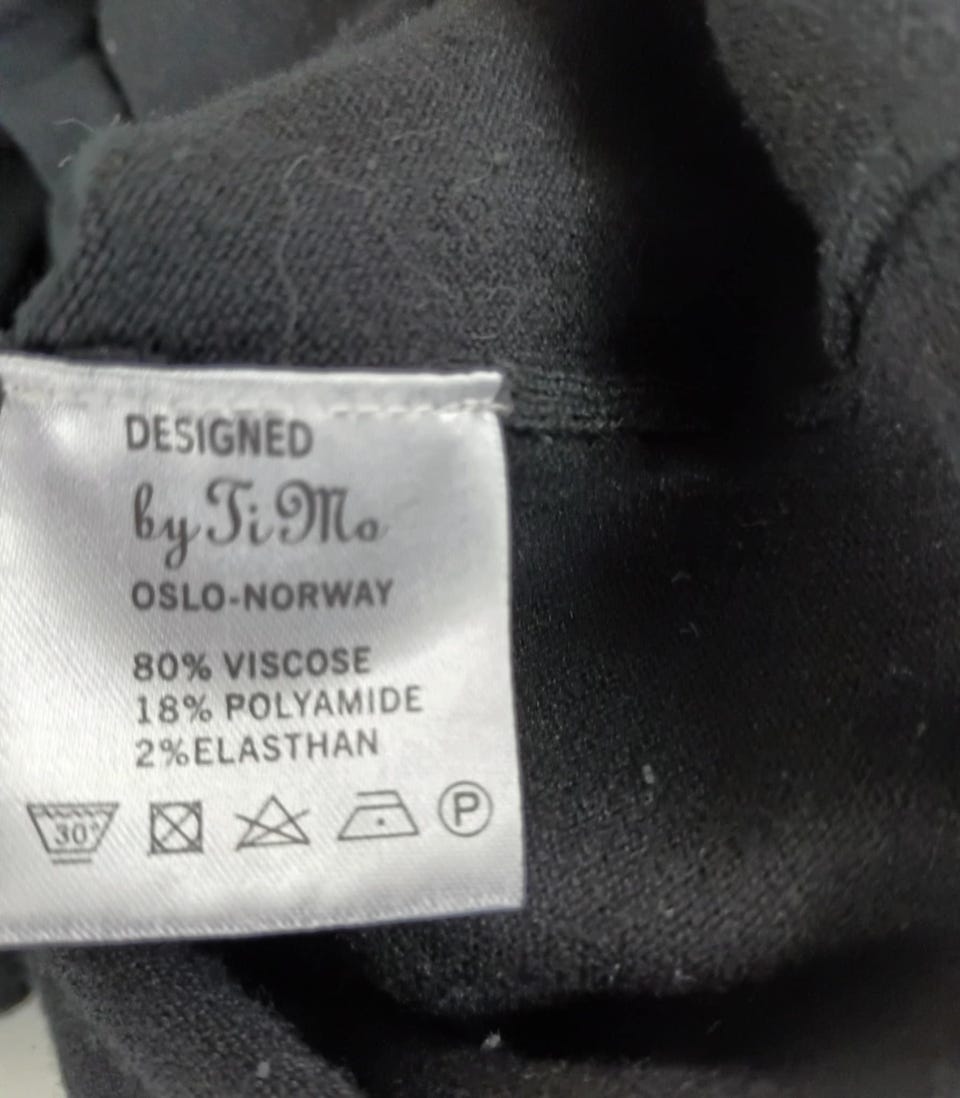 DESIGNED
by TiMo
OSLO-NORWAY
80% VISCOSE
18% POLYAMIDE
2%ELASTHAN
30°
P